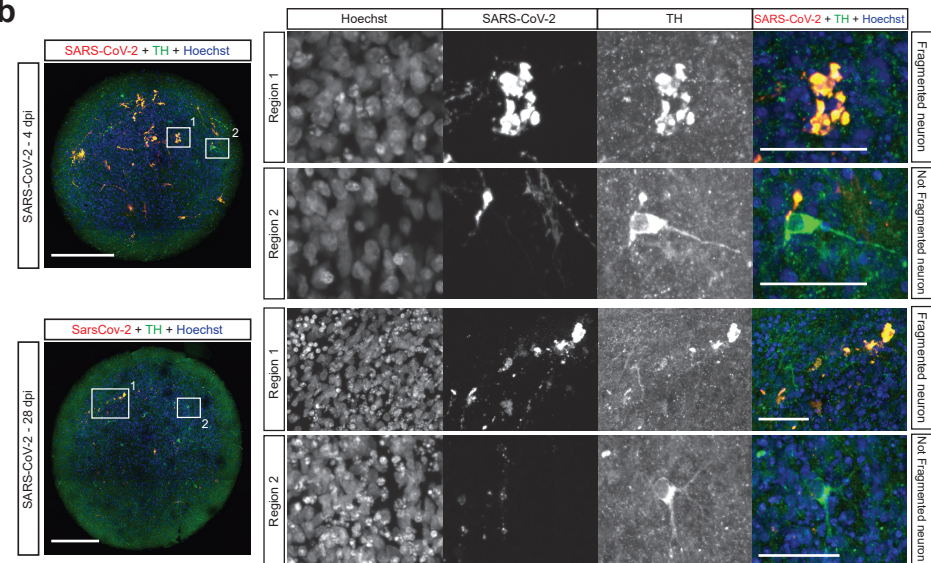 b
Hoechst
SARS-CoV-2
TH
SARS-CoV-2 + TH + Hoechst
SARS-CoV-2 + TH + Hoechst
SARS-CoV-2 - 4 dpi
1
2
Region 1
Fragmented neuron
Region 2
Not Fragmented neuron
SarsCov-2 + TH + Hoechst
SARS-CoV-2 - 28 dpi
1
2
Region 1
Fragmented neuron
Region 2
Not Fragmented neuron